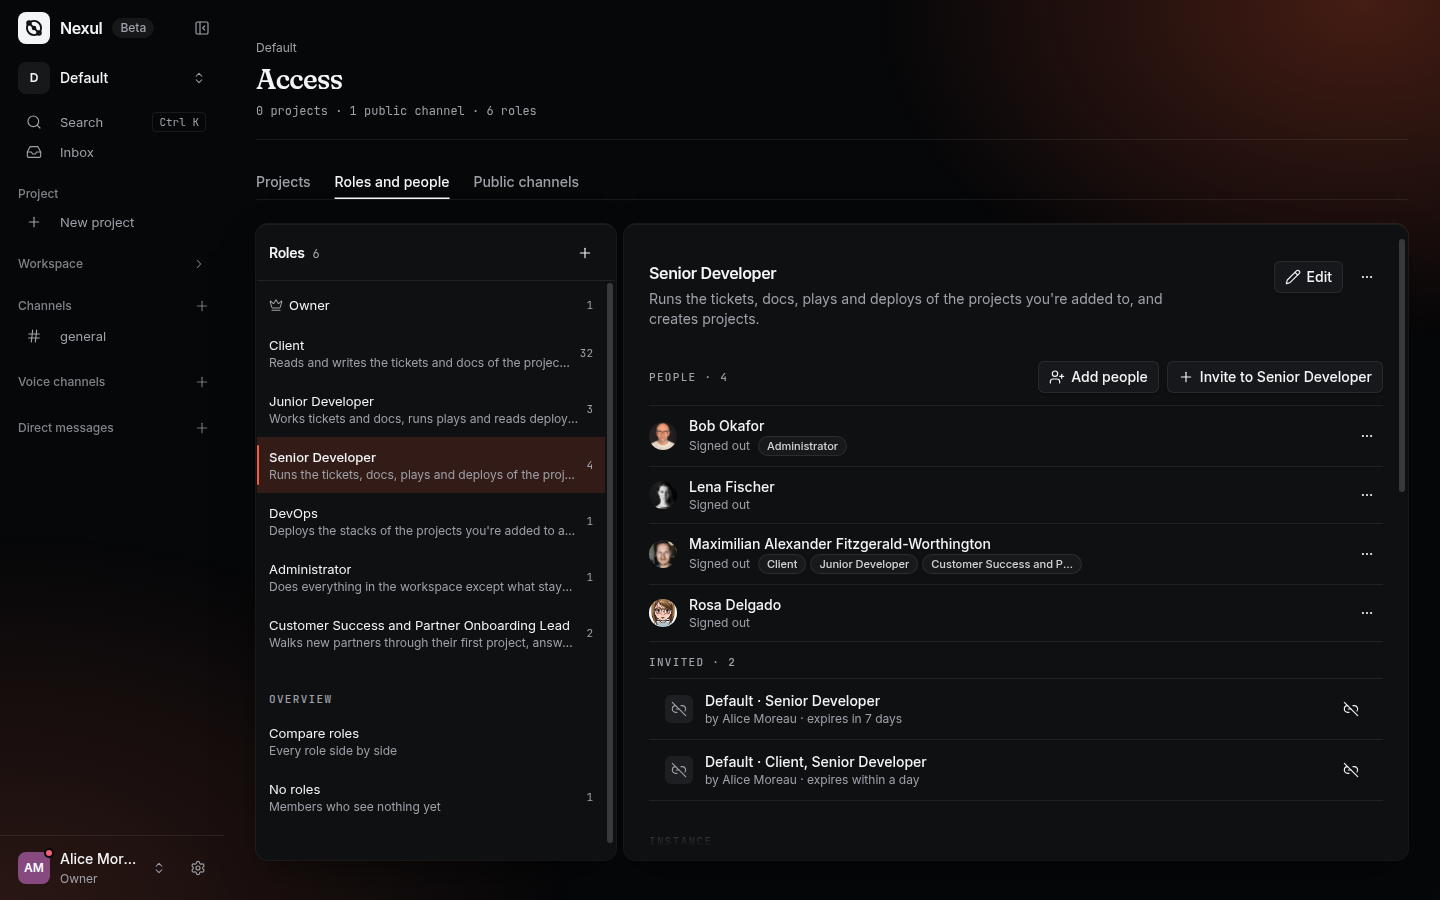 Nexul Beta
D Default
Search Ctrl K
Inbox
Project
New project
Workspace
Channels
general
Voice channels
Direct messages
AM Alice Mor...
Owner
Default
Access
0 projects · 1 public channel · 6 roles
Projects Roles and people Public channels
Roles 6
Owner 1
Client 32
Reads and writes the tickets and docs of the projec...
Junior Developer 3
Works tickets and docs, runs plays and reads deploy...
Senior Developer 4
Runs the tickets, docs, plays and deploys of the proj...
DevOps 1
Deploys the stacks of the projects you're added to a...
Administrator 1
Does everything in the workspace except what stay...
Customer Success and Partner Onboarding Lead 2
Walks new partners through their first project, answ...
OVERVIEW
Compare roles
Every role side by side
No roles 1
Members who see nothing yet
Senior Developer
Edit
Runs the tickets, docs, plays and deploys of the projects you're added to, and
creates projects.
PEOPLE · 4 Add people Invite to Senior Developer
Bob Okafor
Signed out Administrator
Lena Fischer
Signed out
Maximilian Alexander Fitzgerald-Worthington
Signed out Client Junior Developer Customer Success and P...
Rosa Delgado
Signed out
INVITED · 2
Default · Senior Developer
by Alice Moreau · expires in 7 days
Default · Client, Senior Developer
by Alice Moreau · expires within a day
INSTANCE